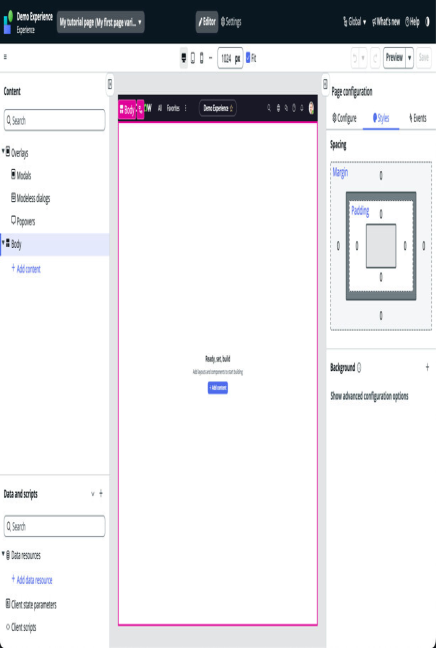 Demo Experience
Experience
My tutorial page (My first page vari...
Editor
Settings
Global
What's new
Help
1024 px
Fit
Preview
Save
Content
Search
Overlays
Modals
Modeless dialogs
Popovers
Body
+ Add content
Data and scripts
Search
Data resources
+ Add data resource
Client state parameters
Client scripts
Body
All
Favorites
Demo Experience
Ready, set, build
Add layouts and components to start building
+ Add content
Page configuration
Configure
Styles
Events
Spacing
Margin
0
Padding
0
0
0
0
0
0
0
Background
Show advanced configuration options